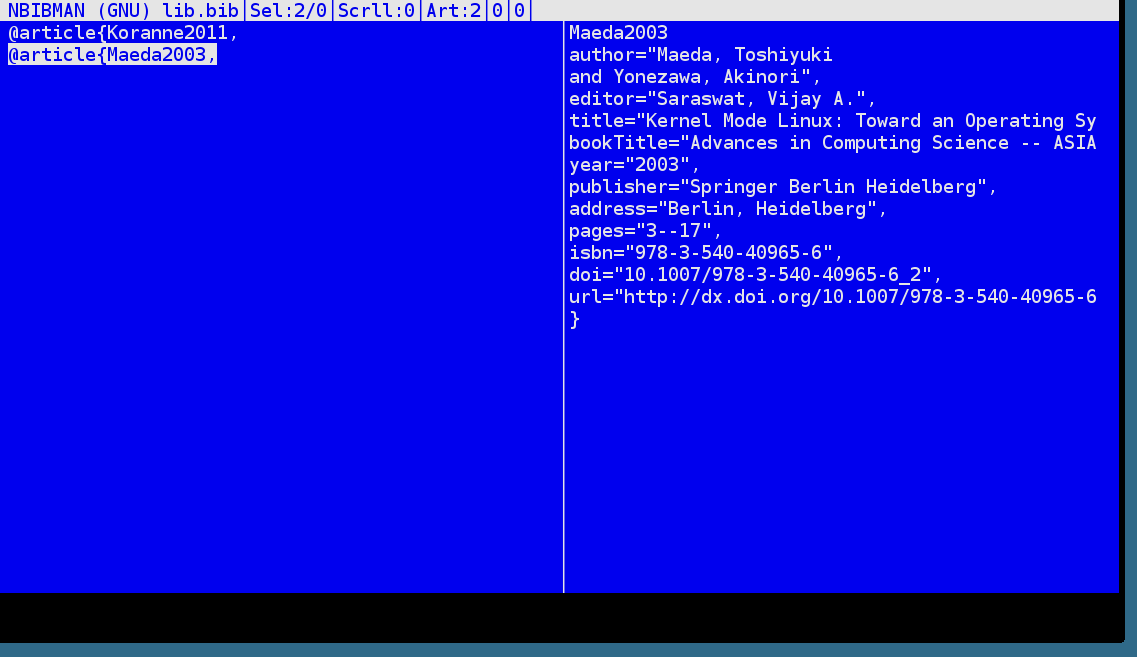 NBIBMAN (GNU) lib.bib|Sel:2/0|Scrll:0|Art:2|0|0|
@article{Koranne2011,
@article{Maeda2003,
Maeda2003
author="Maeda, Toshiyuki
and Yonezawa, Akinori",
editor="Saraswat, Vijay A.",
title="Kernel Mode Linux: Toward an Operating Sy
bookTitle="Advances in Computing Science -- ASIA
year="2003",
publisher="Springer Berlin Heidelberg",
address="Berlin, Heidelberg",
pages="3--17",
isbn="978-3-540-40965-6",
doi="10.1007/978-3-540-40965-6_2",
url="http://dx.doi.org/10.1007/978-3-540-40965-6
}